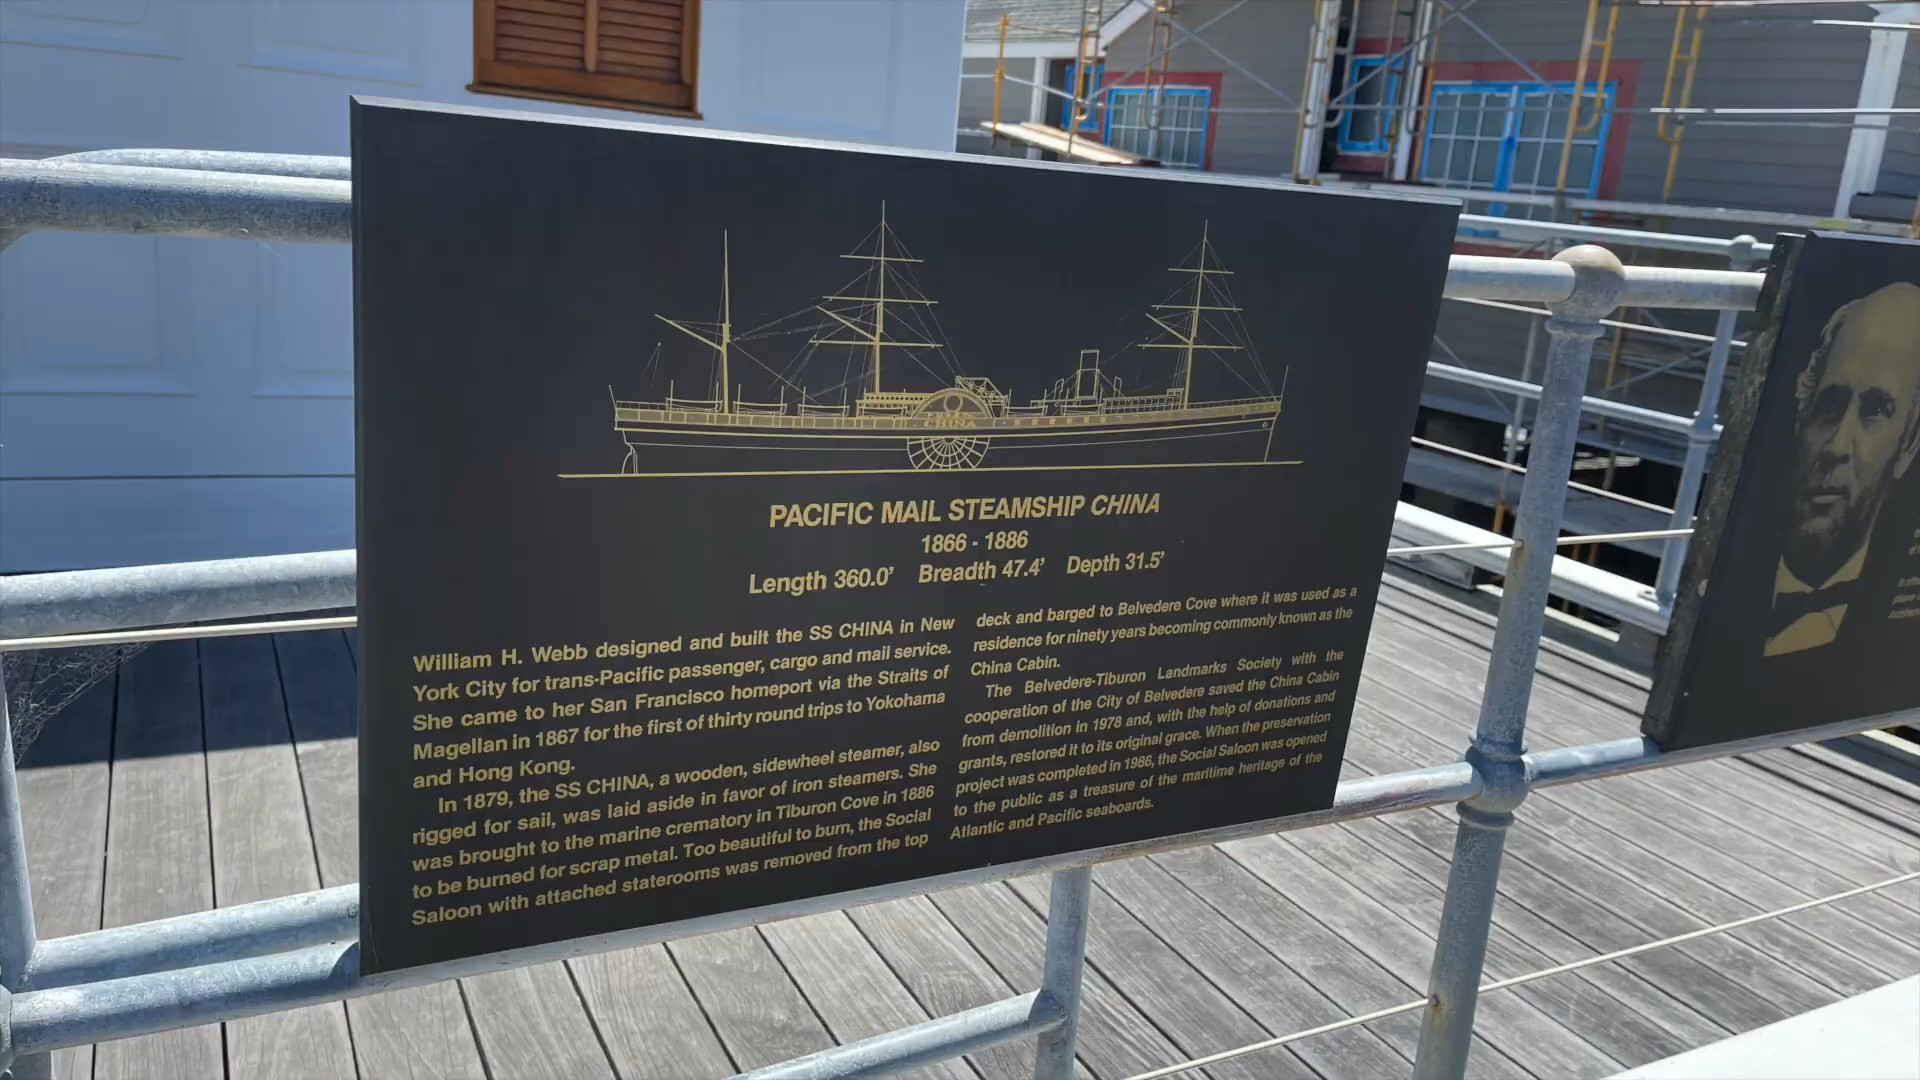 CHINA
PACIFIC MAIL STEAMSHIP CHINA
1866 - 1886
Length 360.0' Breadth 47.4' Depth 31.5'
William H. Webb designed and built the SS CHINA in New
York City for trans-Pacific passenger, cargo and mail service.
She came to her San Francisco homeport via the Straits of
Magellan in 1867 for the first of thirty round trips to Yokohama
and Hong Kong.
In 1879, the SS CHINA, a wooden, sidewheel steamer, also
rigged for sail, was laid aside in favor of iron steamers. She
was brought to the marine crematory in Tiburon Cove in 1886
to be burned for scrap metal. Too beautiful to burn, the Social
Saloon with attached staterooms was removed from the top
deck and barged to Belvedere Cove where it was used as a
residence for ninety years becoming commonly known as the
China Cabin.
The Belvedere-Tiburon Landmarks Society with the
cooperation of the City of Belvedere saved the China Cabin
from demolition in 1978 and, with the help of donations and
grants, restored it to its original grace. When the preservation
project was completed in 1986, the Social Saloon was opened
to the public as a treasure of the maritime heritage of the
Atlantic and Pacific seaboards.